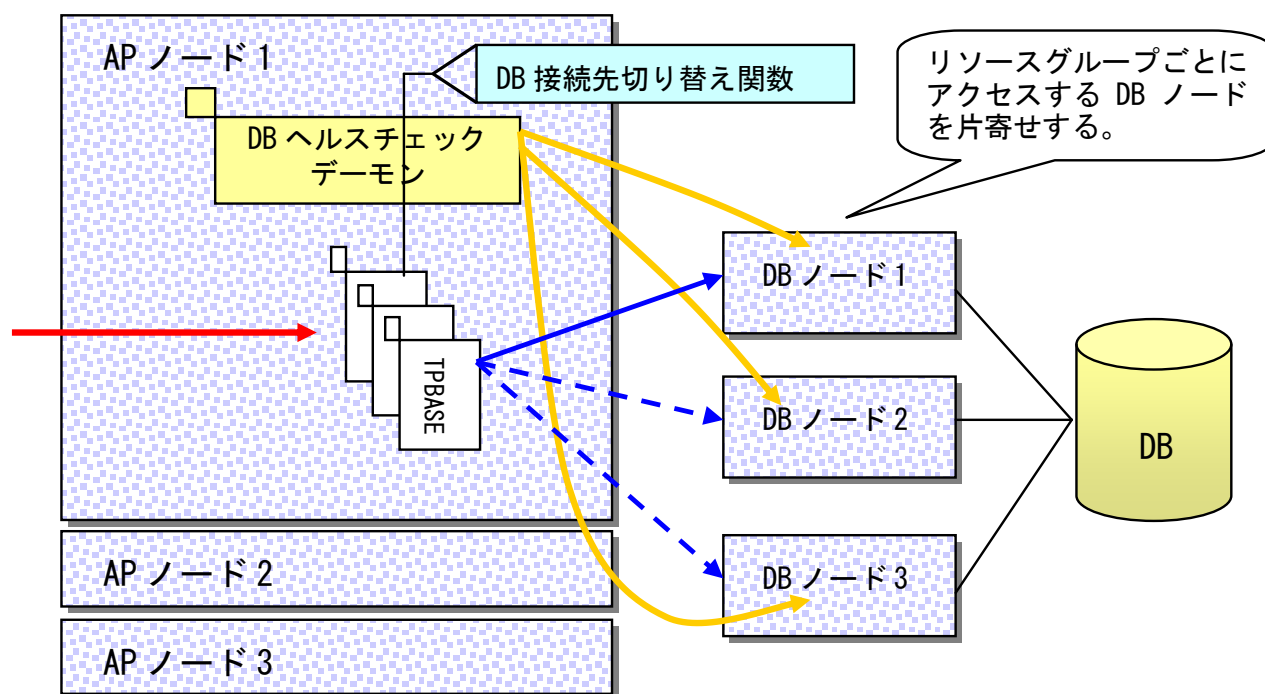 AP ノード 1
DB 接続先切り替え関数
リソースグループごとに
アクセスする DB ノード
を片寄せする。
DB ヘルスチェック
デーモン
DB ノード 1
TPBASE
DB ノード 2
DB
AP ノード 2
DB ノード 3
AP ノード 3